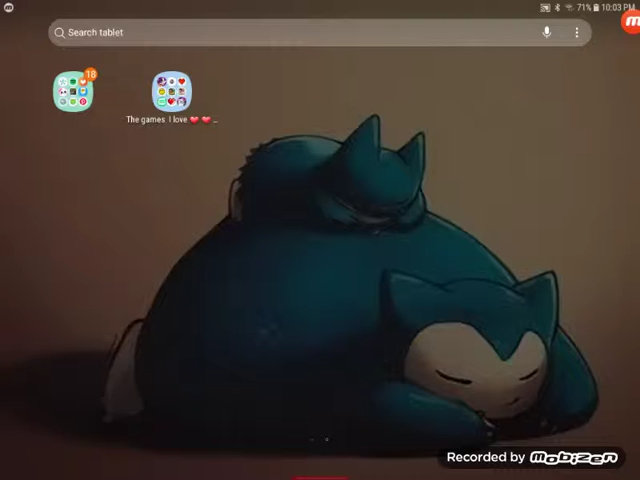 71% 10:03 PM
Search tablet
18
The games I love ❤️ ❤️ ...
Recorded by Mobizen